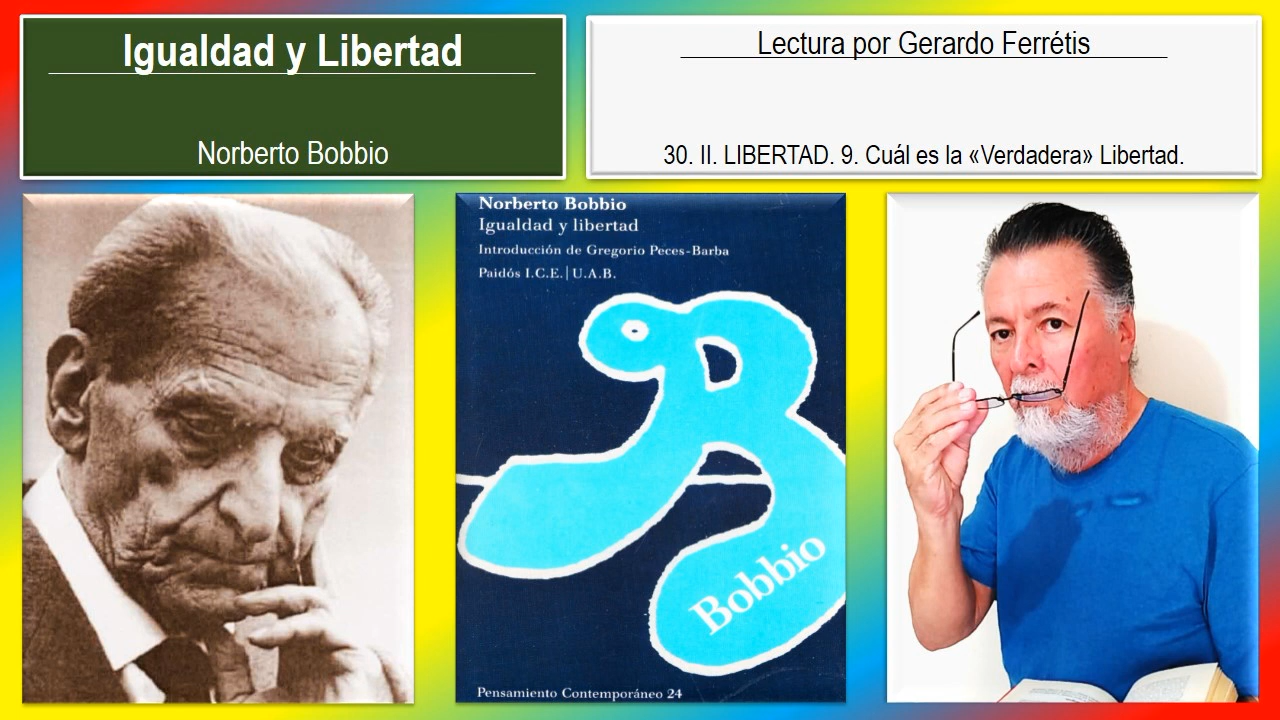 Igualdad y Libertad
Norberto Bobbio
Lectura por Gerardo Ferrétis
30. II. LIBERTAD. 9. Cuál es la «Verdadera» Libertad.
Norberto Bobbio
Igualdad y libertad
Introducción de Gregorio Peces-Barba
Paidós I.C.E. | U.A.B.
Bobbio
Pensamiento Contemporáneo 24